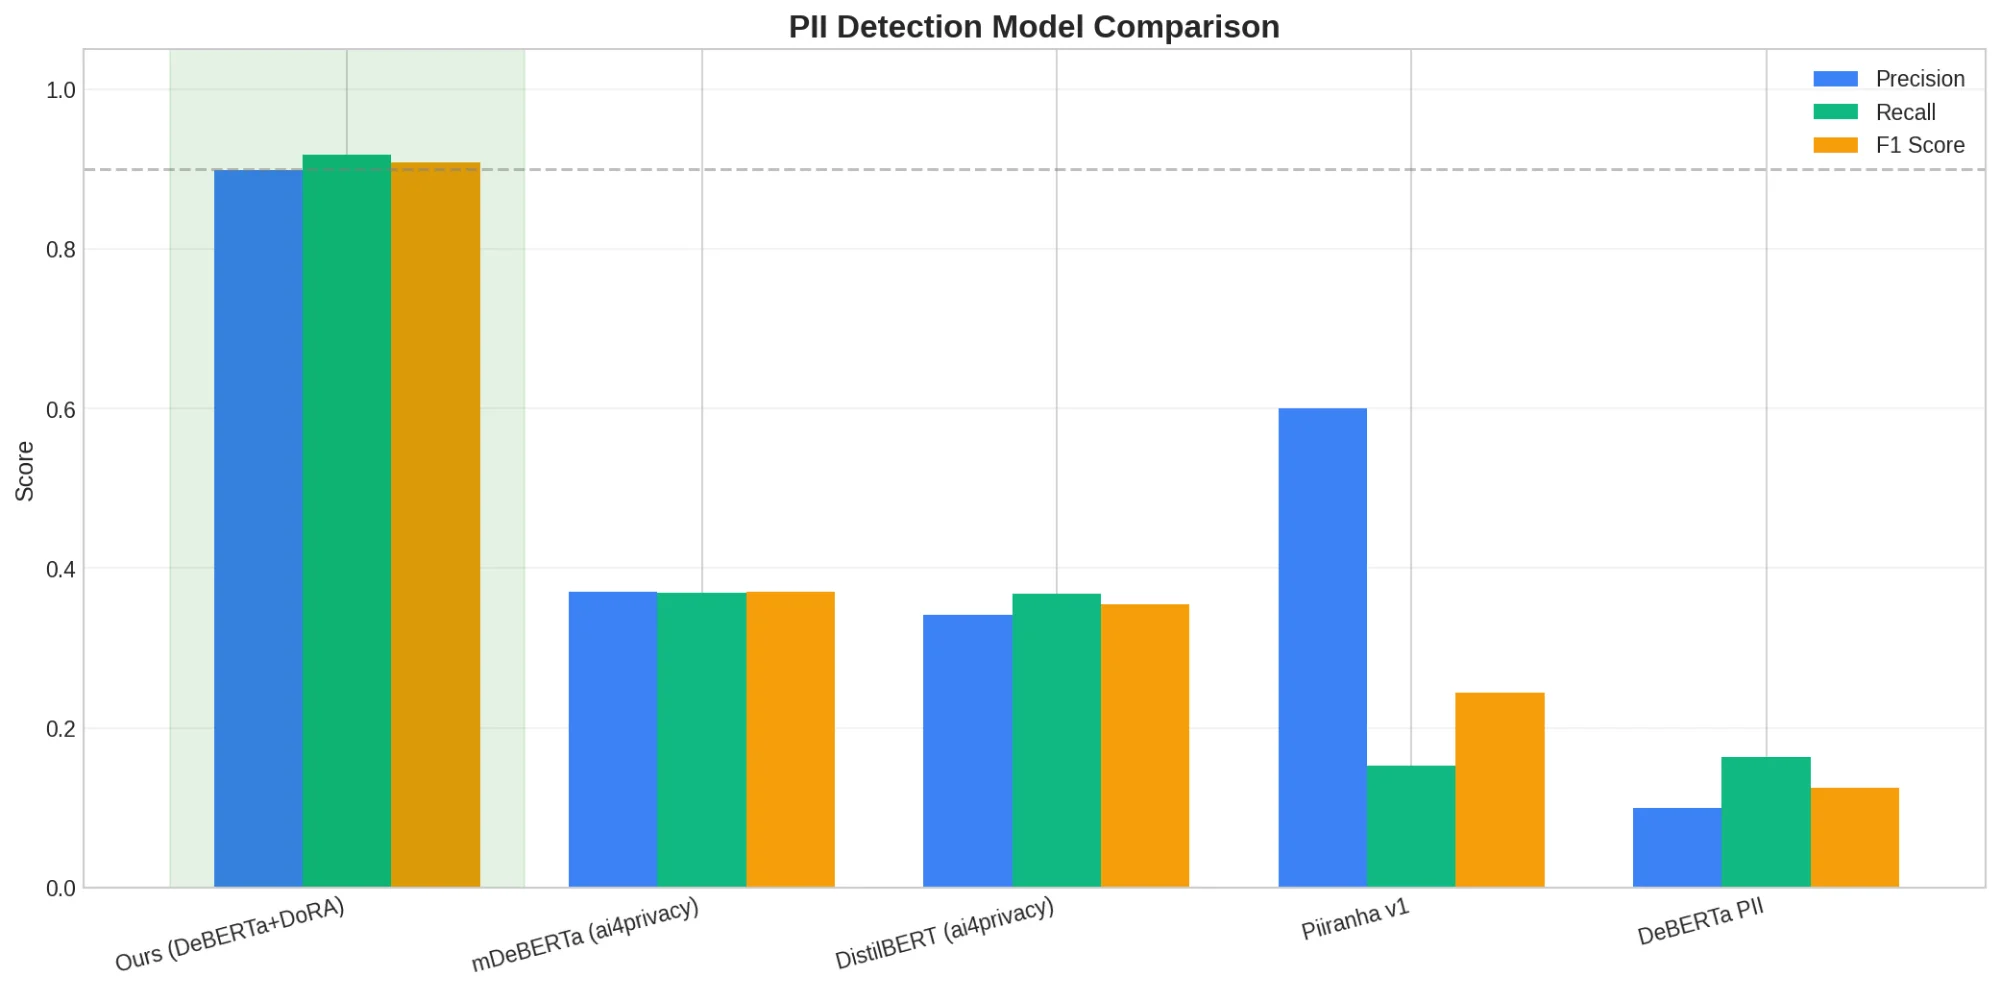 PII Detection Model Comparison
Precision
Recall
F1 Score
Score
1.0
0.8
0.6
0.4
0.2
0.0
Ours (DeBERTa+DoRA)
mDeBERTa (ai4privacy)
DistilBERT (ai4privacy)
Piiranha v1
DeBERTa PII